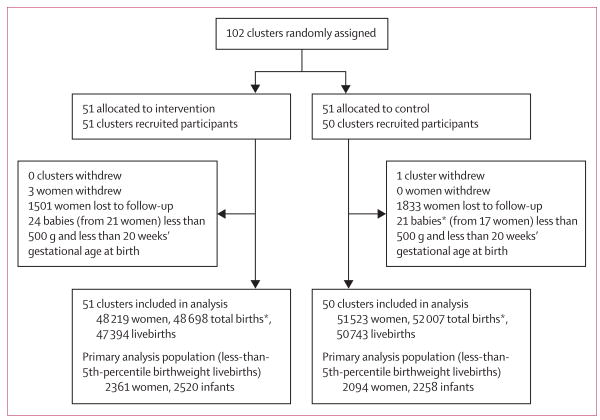 102 clusters randomly assigned
51 allocated to intervention
51 clusters recruited participants
51 allocated to control
50 clusters recruited participants
0 clusters withdrew
3 women withdrew
1501 women lost to follow-up
24 babies (from 21 women) less than
500 g and less than 20 weeks'
gestational age at birth
1 cluster withdrew
0 women withdrew
1833 women lost to follow-up
21 babies* (from 17 women) less than
500 g and less than 20 weeks'
gestational age at birth
51 clusters included in analysis
48 219 women, 48 698 total births*,
47 394 livebirths
Primary analysis population (less-than-
5th-percentile birthweight livebirths)
2361 women, 2520 infants
50 clusters included in analysis
51 523 women, 52 007 total births*,
50 743 livebirths
Primary analysis population (less-than-
5th-percentile birthweight livebirths)
2094 women, 2258 infants